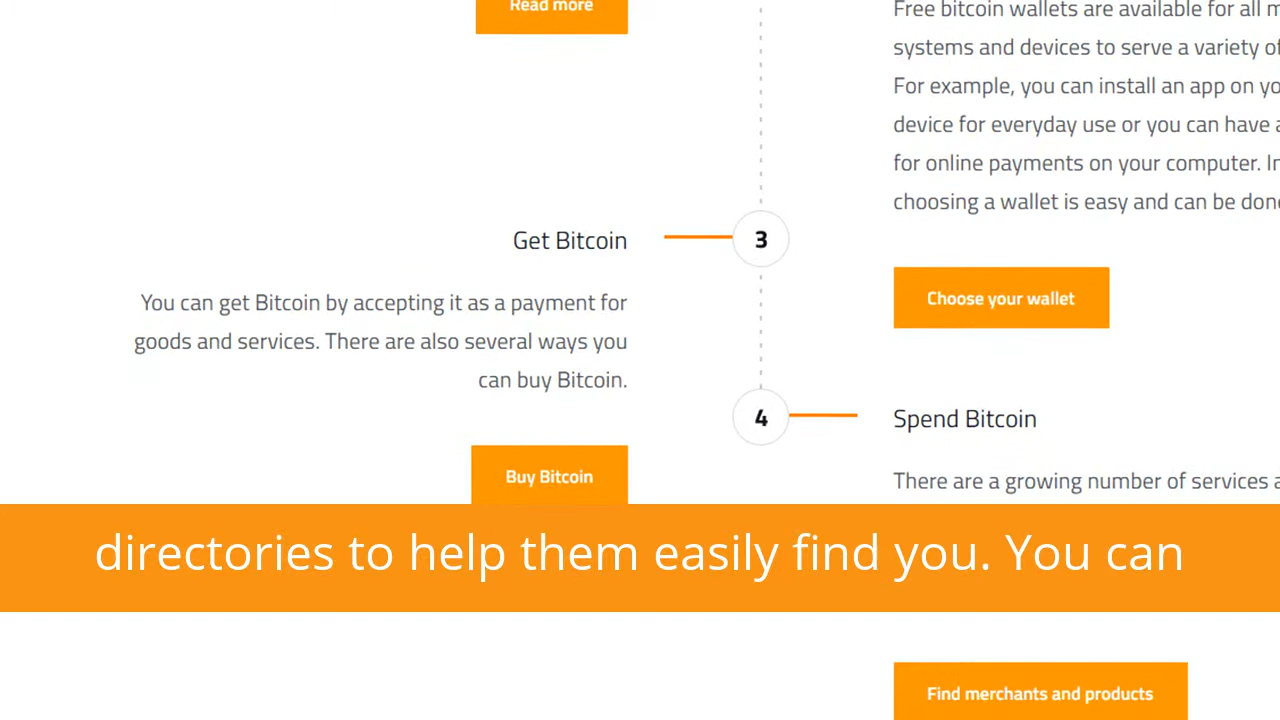 Read more
Free bitcoin wallets are available for all
systems and devices to serve a variety of
For example, you can install an app on
device for everyday use or you can have a
for online payments on your computer.
choosing a wallet is easy and can be done
Choose your wallet
3
Get Bitcoin
You can get Bitcoin by accepting it as a payment for
goods and services. There are also several ways you
can buy Bitcoin.
Buy Bitcoin
4
Spend Bitcoin
There are a growing number of services
directories to help them easily find you. You can
Find merchants and products